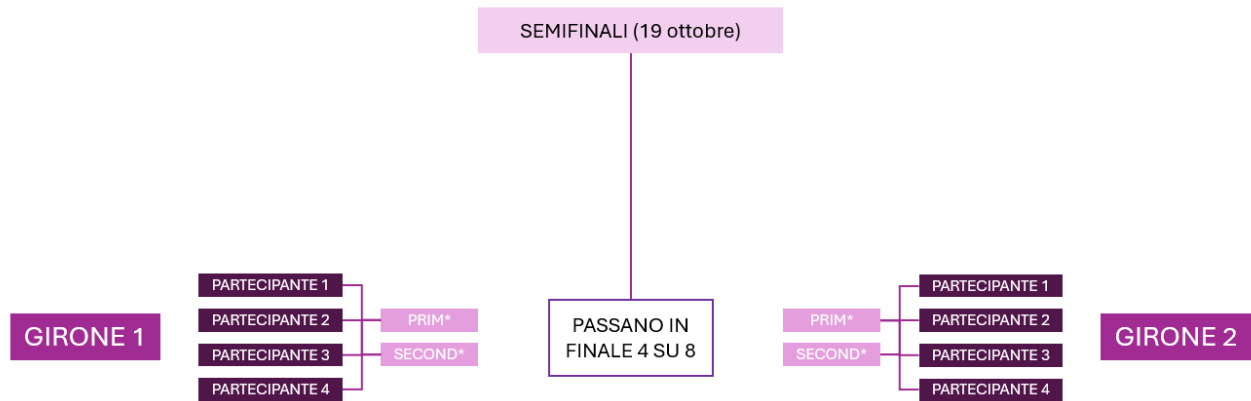 SEMIFINALI (19 ottobre)
GIRONE 1
PARTECIPANTE 1
PARTECIPANTE 2
PARTECIPANTE 3
PARTECIPANTE 4
PRIM*
SECOND*
PASSANO IN
FINALE 4 SU 8
PRIM*
SECOND*
PARTECIPANTE 1
PARTECIPANTE 2
PARTECIPANTE 3
PARTECIPANTE 4
GIRONE 2